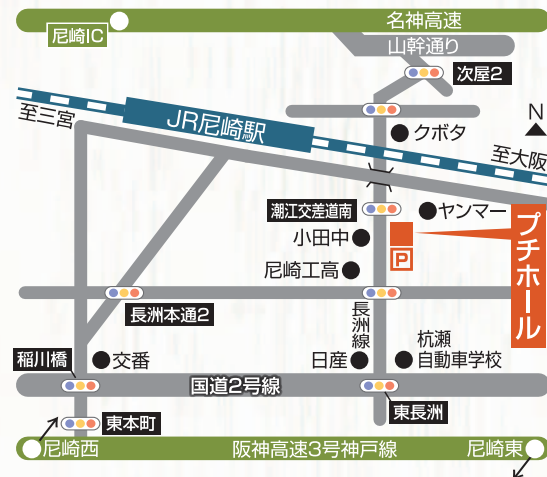 名神高速
尼崎IC
山幹通り
次屋2
至三宮
JR尼崎駅
クボタ
N
至大阪
潮江交差道南
ヤンマー
小田中
P
プチホール
尼崎工高
長洲本通2
長洲線
稲川橋
交番
日産
杭瀬
自動車学校
国道2号線
東本町
東長洲
尼崎西
阪神高速3号神戸線
尼崎東